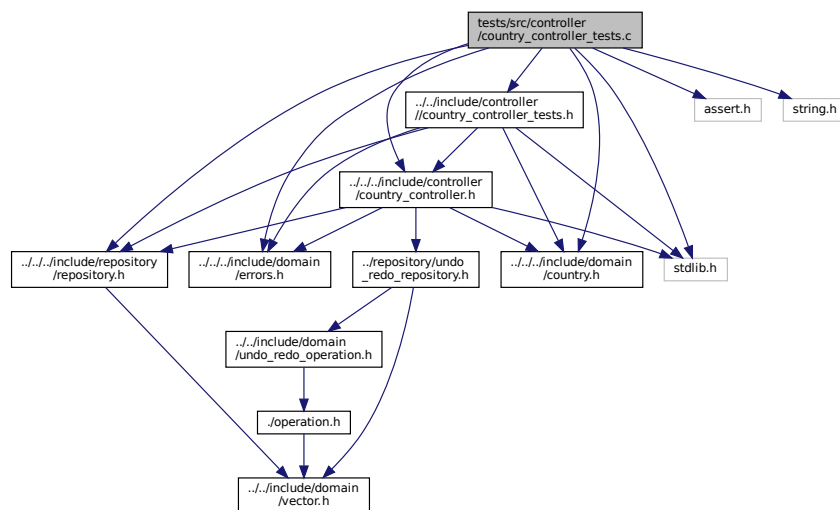 tests/src/controller
/country_controller_tests.c
../../include/controller
//country_controller_tests.h
assert.h
string.h
../../../include/controller
/country_controller.h
../../../include/repository
/repository.h
../../../include/domain
/errors.h
../repository/undo
_redo_repository.h
../../../include/domain
/country.h
stdlib.h
../../include/domain
/undo_redo_operation.h
./operation.h
../../include/domain
/vector.h